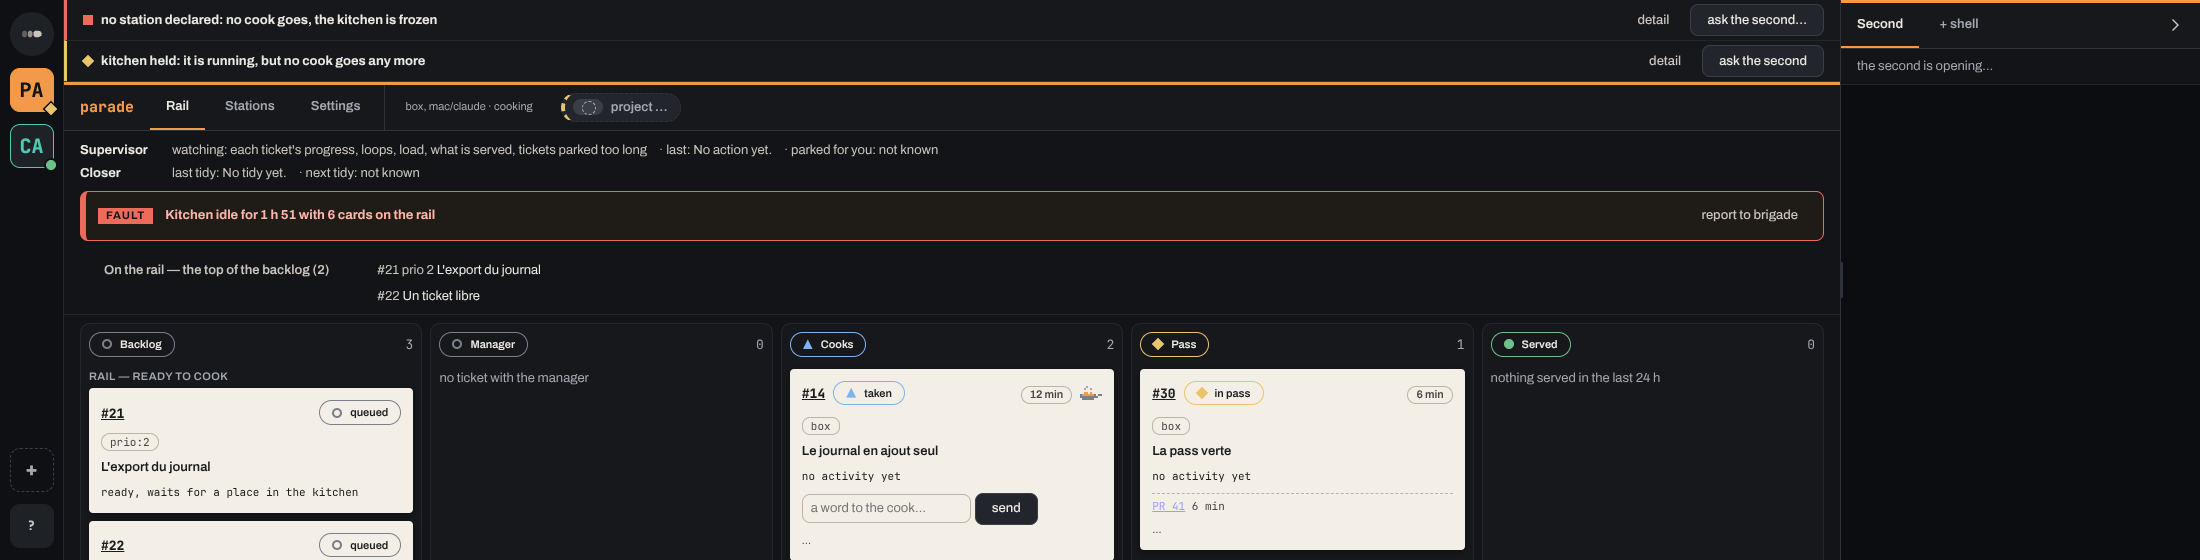 no station declared: no cook goes, the kitchen is frozen detail ask the second...
kitchen held: it is running, but no cook goes any more detail ask the second
PA
CA
+
?
parade Rail Stations Settings box, mac/claude · cooking project ...
Supervisor watching: each ticket's progress, loops, load, what is served, tickets parked too long · last: No action yet. · parked for you: not known
Closer last tidy: No tidy yet. · next tidy: not known
FAULT Kitchen idle for 1 h 51 with 6 cards on the rail report to brigade
On the rail — the top of the backlog (2) #21 prio 2 L'export du journal
#22 Un ticket libre
Backlog 3
RAIL — READY TO COOK
#21 queued
prio:2
L'export du journal
ready, waits for a place in the kitchen
#22 queued
Manager 0
no ticket with the manager
Cooks 2
#14 taken 12 min
box
Le journal en ajout seul
no activity yet
a word to the cook... send
...
Pass 1
#30 in pass 6 min
box
La pass verte
no activity yet
PR 41 6 min
...
Served 0
nothing served in the last 24 h
Second + shell
the second is opening...